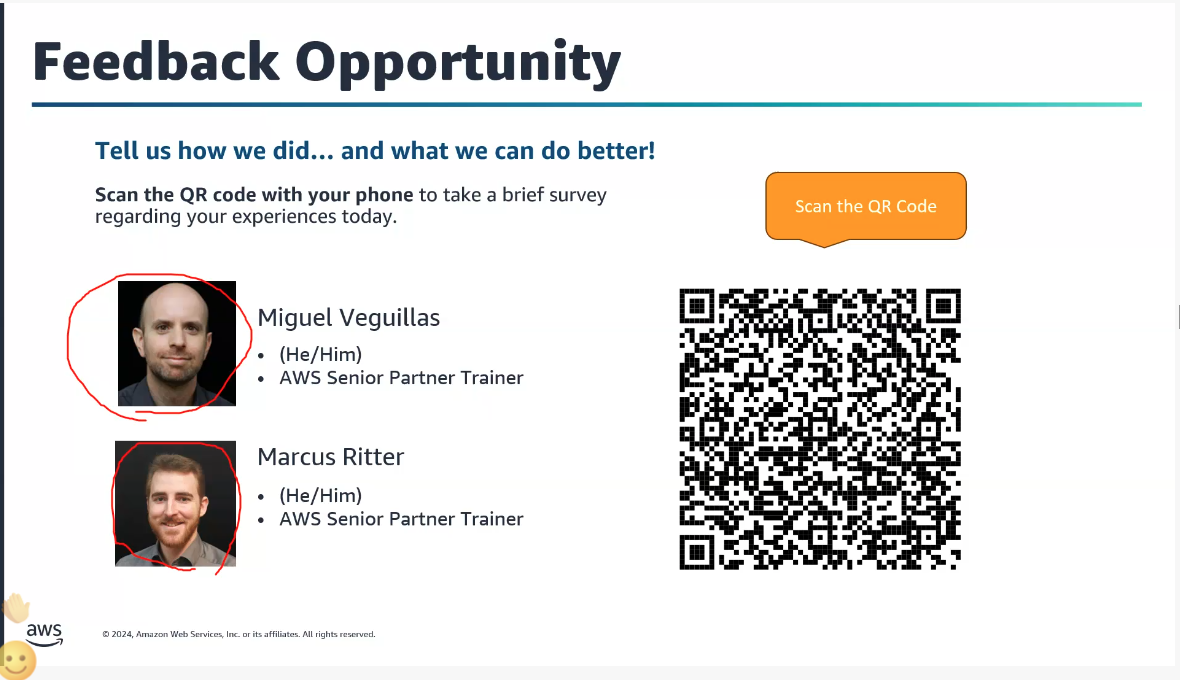 Feedback Opportunity
Tell us how we did... and what we can do better!
Scan the QR code with your phone to take a brief survey
regarding your experiences today.
Scan the QR Code
Miguel Veguillas
• (He/Him)
• AWS Senior Partner Trainer
Marcus Ritter
• (He/Him)
• AWS Senior Partner Trainer
aws
© 2024, Amazon Web Services, Inc. or its affiliates. All rights reserved.